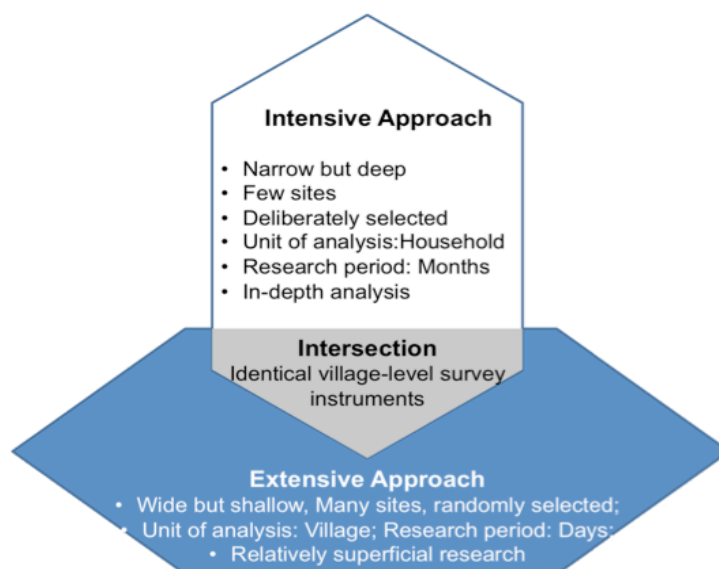 Intensive Approach
• Narrow but deep
• Few sites
• Deliberately selected
• Unit of analysis:Household
• Research period: Months
• In-depth analysis
Intersection
Identical village-level survey
instruments
Extensive Approach
• Wide but shallow, Many sites, randomly selected;
• Unit of analysis: Village; Research period: Days;
• Relatively superficial research